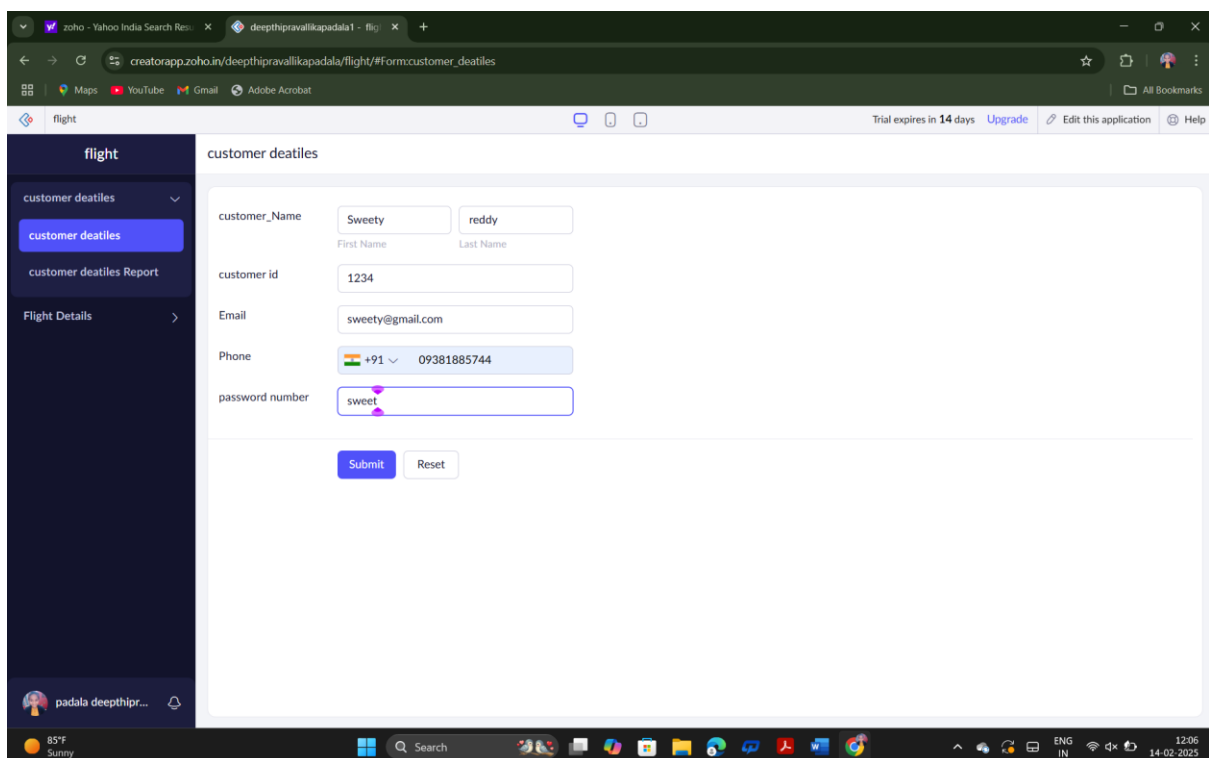 zoho - Yahoo India Search Resu
deepthipravallikapadala1 - flig
creatorapp.zoho.in/deepthipravallikapadala/flight/#Form:customer_deatiles
Maps YouTube Gmail Adobe Acrobat All Bookmarks
flight Trial expires in 14 days Upgrade Edit this application Help
flight
customer deatiles
customer deatiles
customer deatiles Report
Flight Details
padala deepthipr...
customer deatiles
customer_Name Sweety reddy
First Name Last Name
customer id 1234
Email sweety@gmail.com
Phone +91 09381885744
password number sweet
Submit Reset
85°F
Sunny
Search
ENG
IN
12:06
14-02-2025